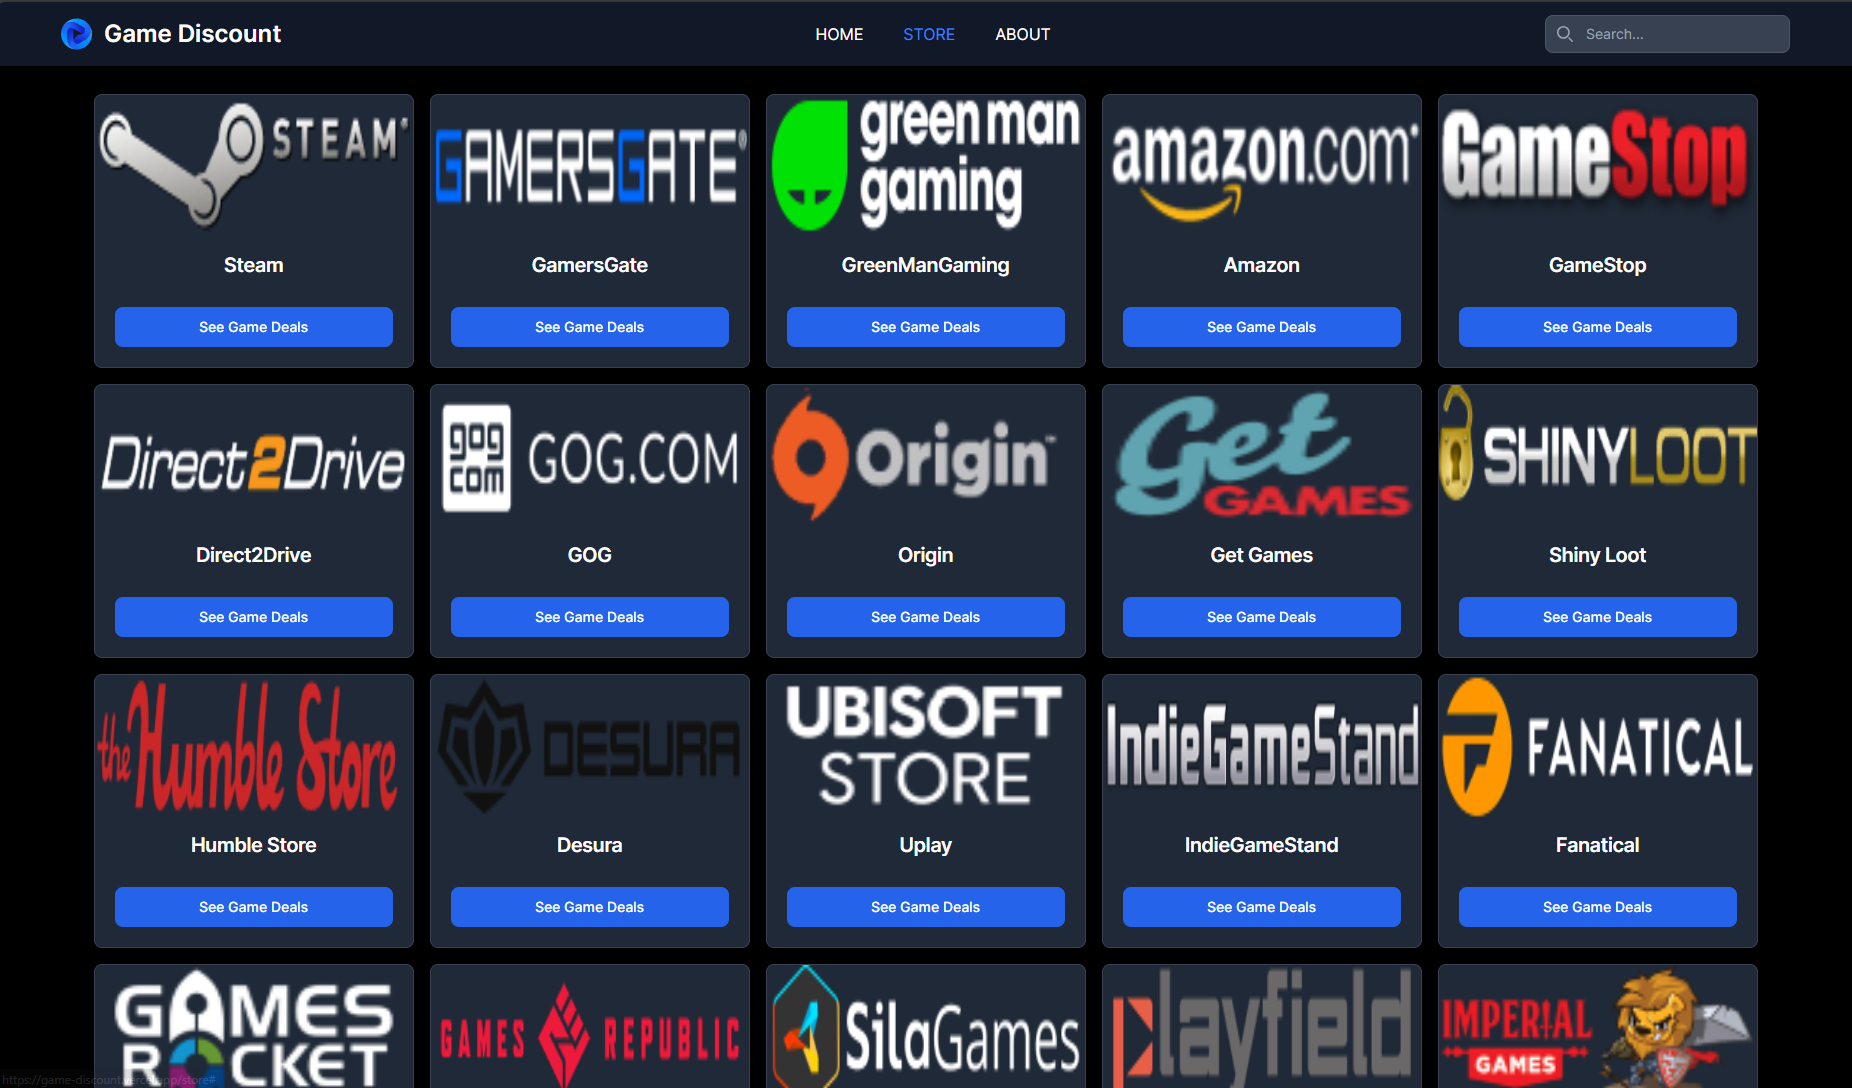 Game Discount
HOME
STORE
ABOUT
Search...
STEAM®
GAMERSGATE®
green man
gaming
amazon.com®
GameStop
Steam
GamersGate
GreenManGaming
Amazon
GameStop
See Game Deals
See Game Deals
See Game Deals
See Game Deals
See Game Deals
Direct2Drive
gog
com
GOG.COM
Origin™
Get
GAMES
SHINYLOOT
Direct2Drive
GOG
Origin
Get Games
Shiny Loot
See Game Deals
See Game Deals
See Game Deals
See Game Deals
See Game Deals
the Humble Store
DESURA
UBISOFT
STORE
IndieGameStand
FANATICAL
Humble Store
Desura
Uplay
IndieGameStand
Fanatical
See Game Deals
See Game Deals
See Game Deals
See Game Deals
See Game Deals
GAMES
ROCKET
GAMES REPUBLIC
SilaGames
playfield
IMPERIAL
GAMES
https://game-discount.vercel.app/store#